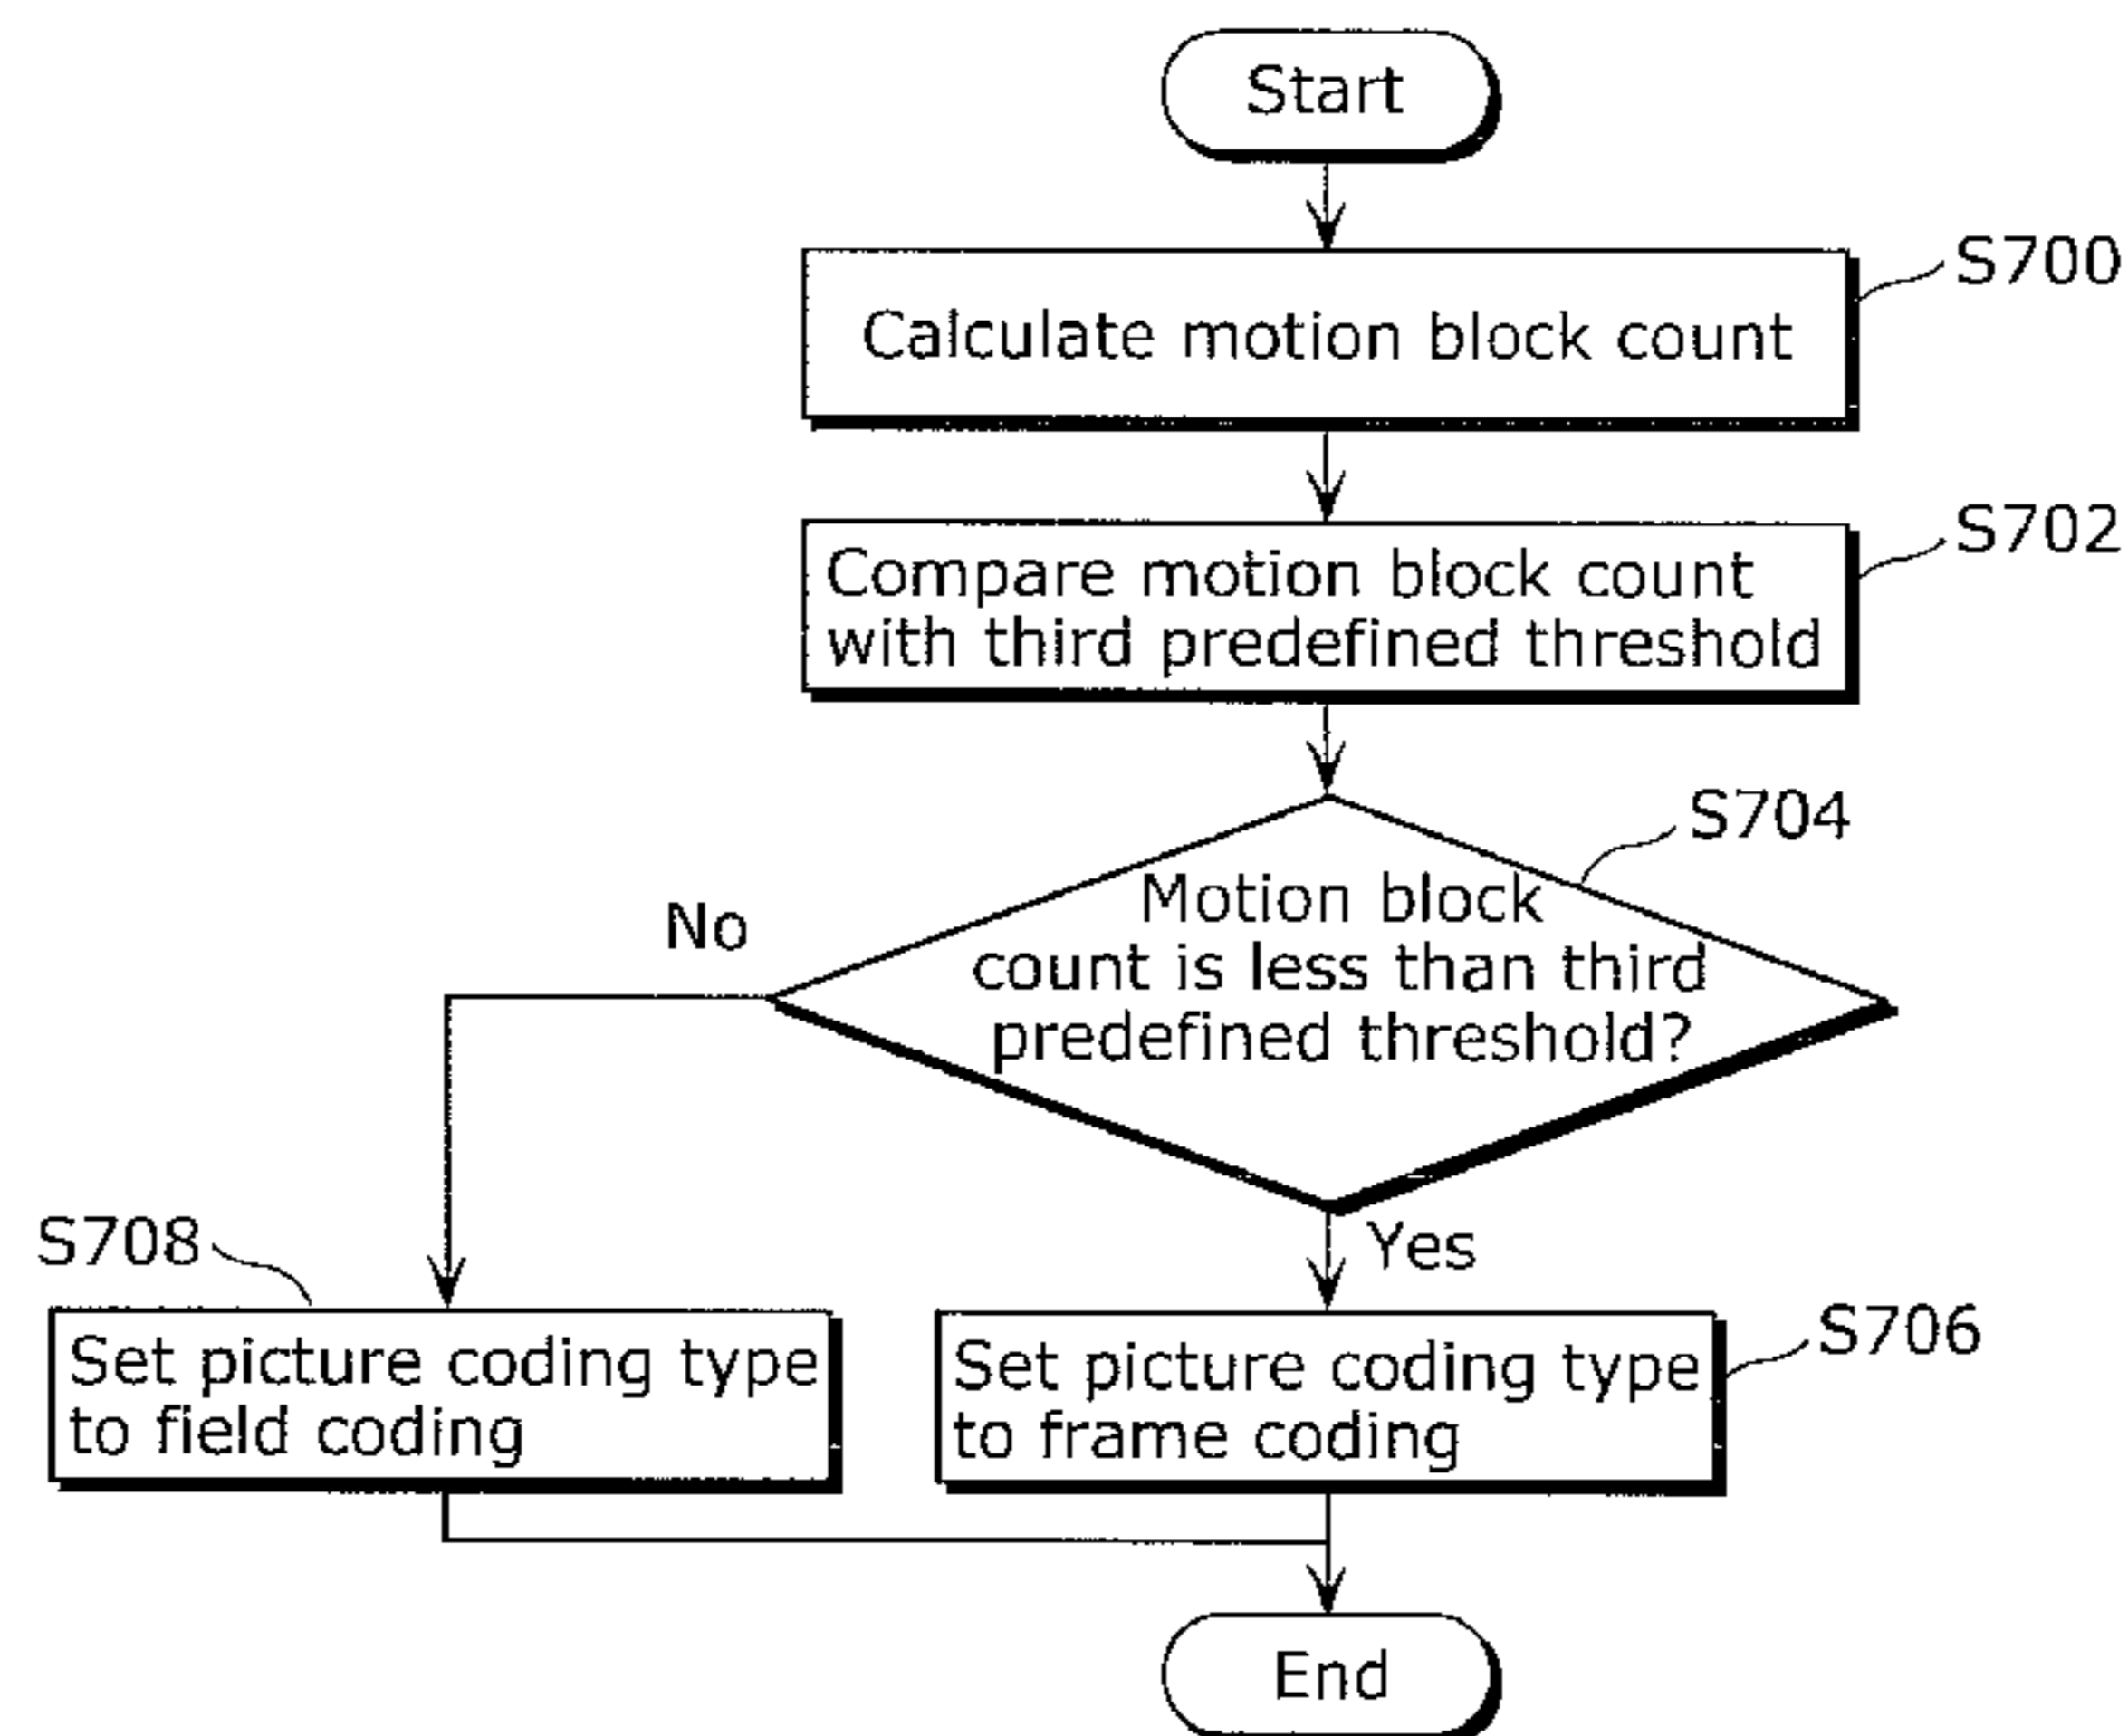 Start
S700
Calculate motion block count
S702
Compare motion block count
with third predefined threshold
S704
Motion block
count is less than third
predefined threshold?
No
Yes
S708
Set picture coding type
to field coding
S706
Set picture coding type
to frame coding
End